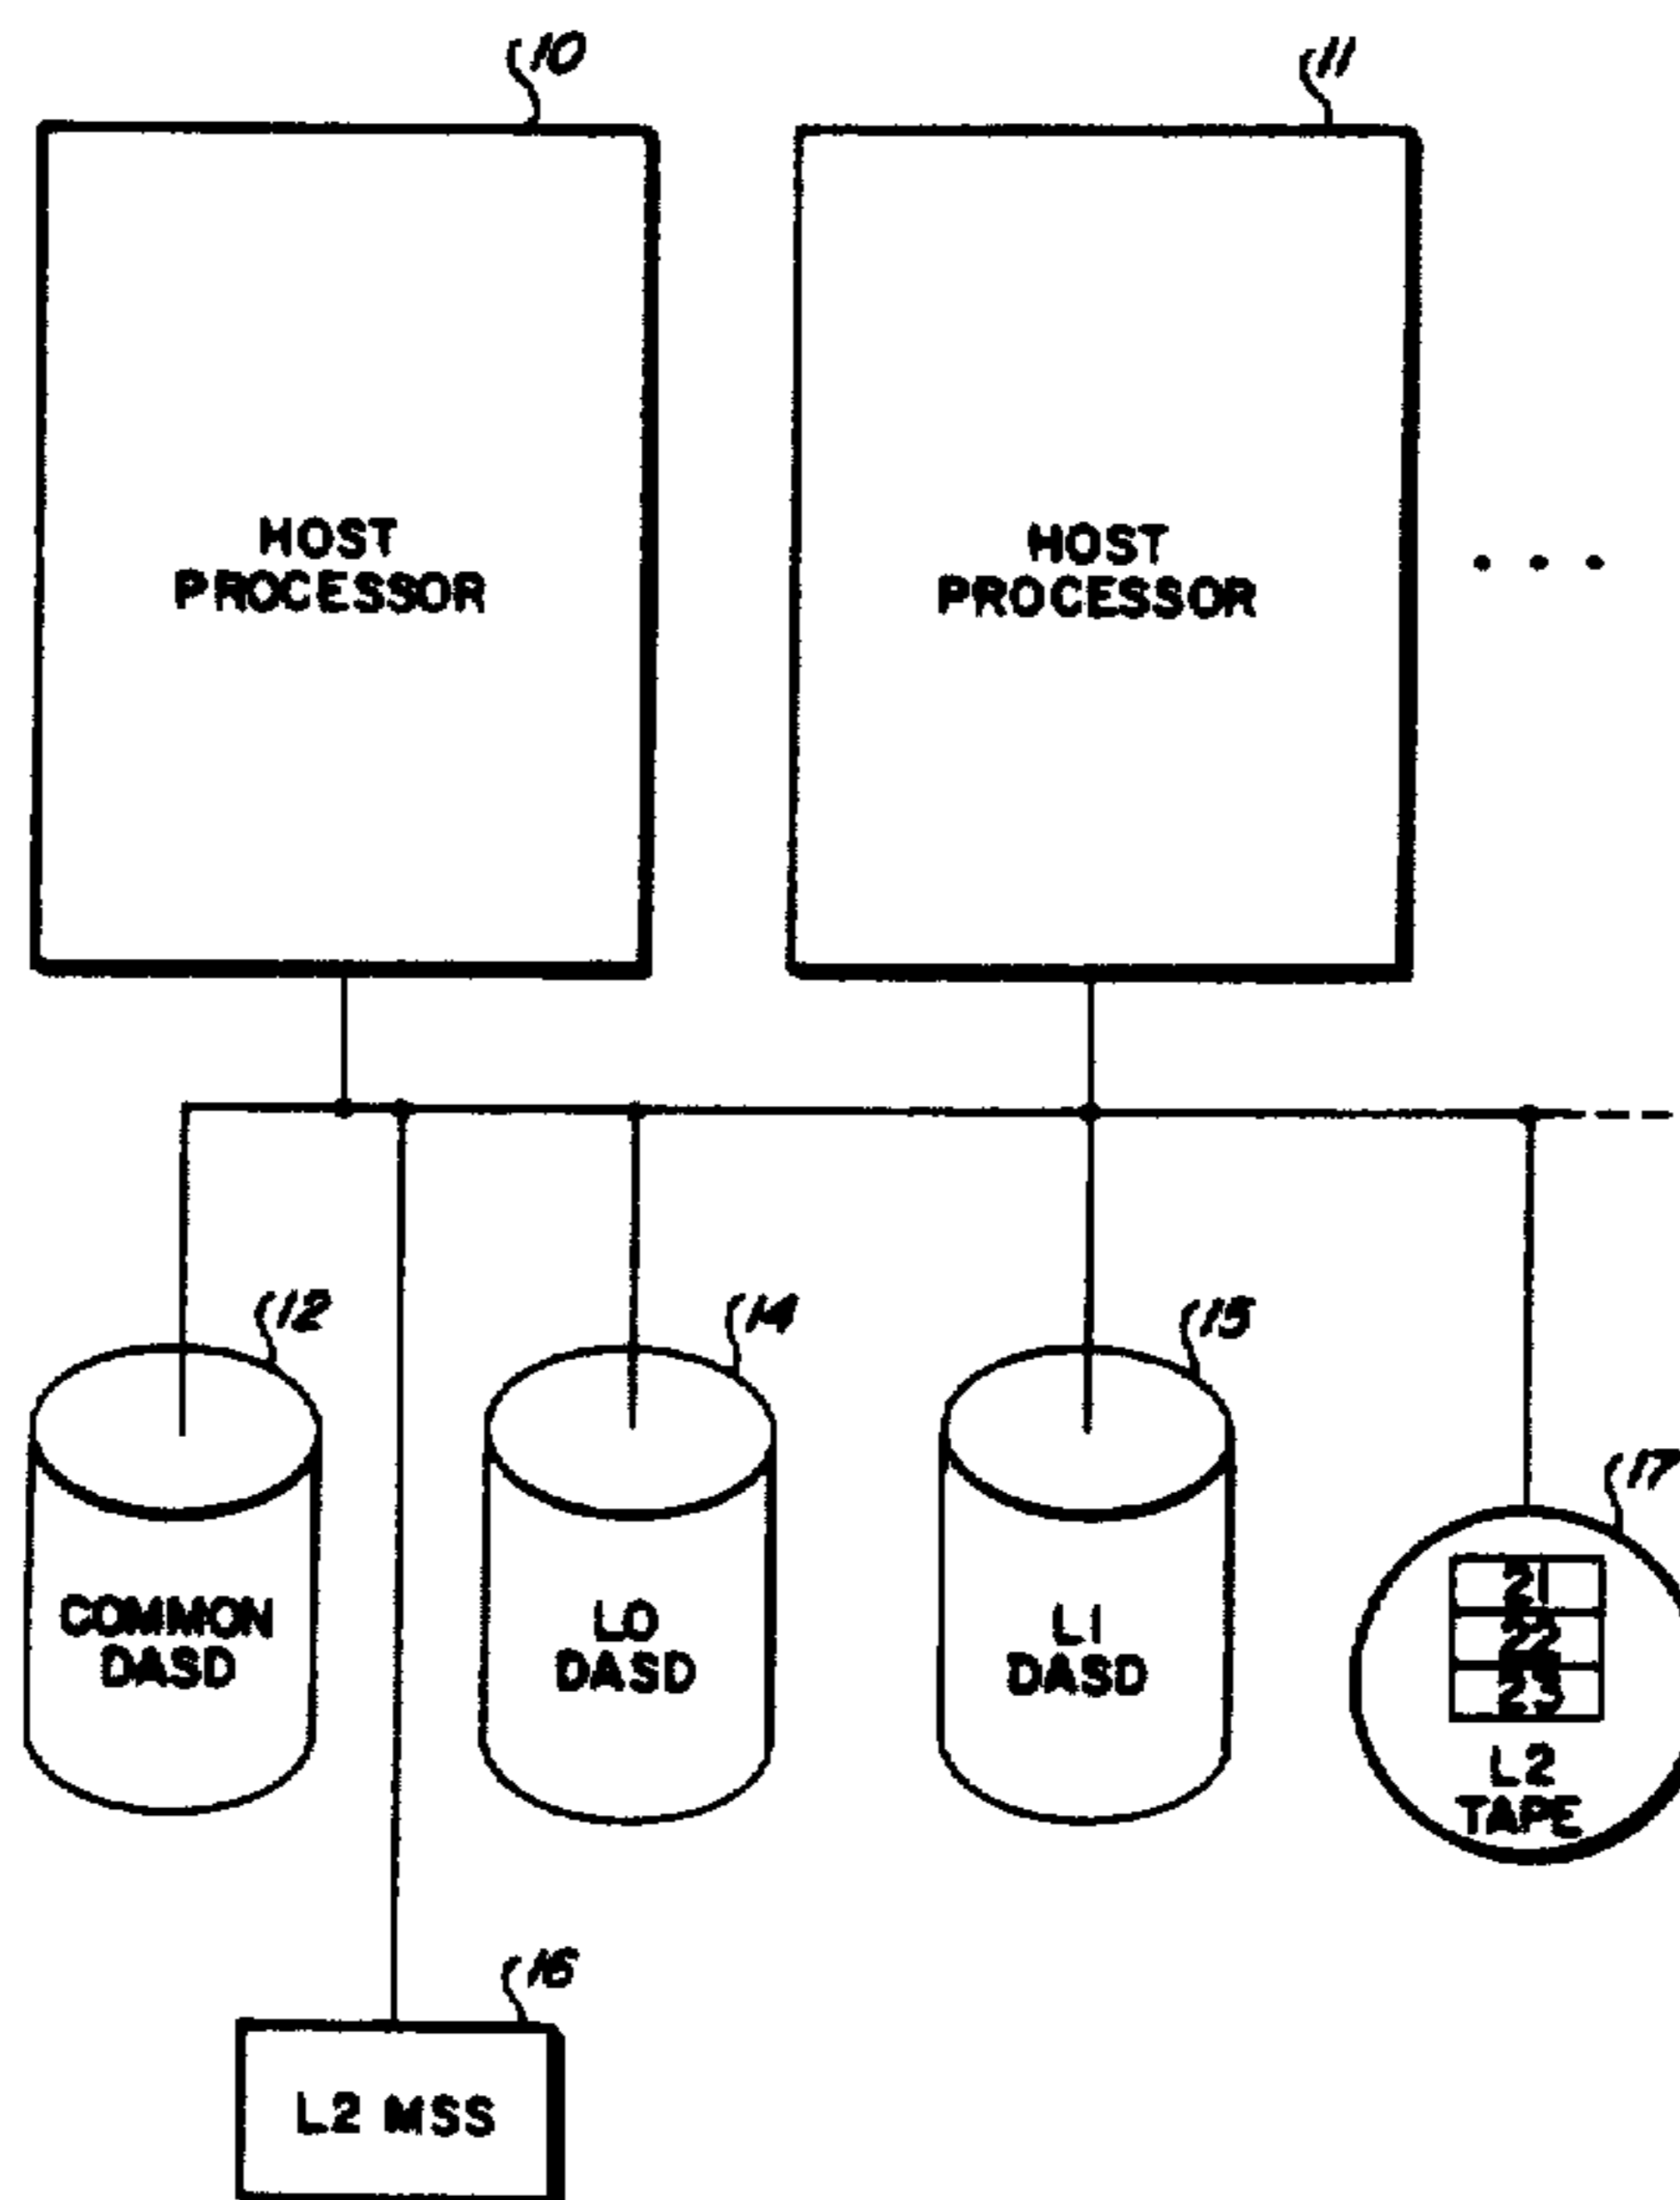 10
11
HOST
PROCESSOR
HOST
PROCESSOR
12
14
15
17
COMMON
DASD
L0
DASD
L1
DASD
21
22
23
L2
TAPE
16
L2 MSS